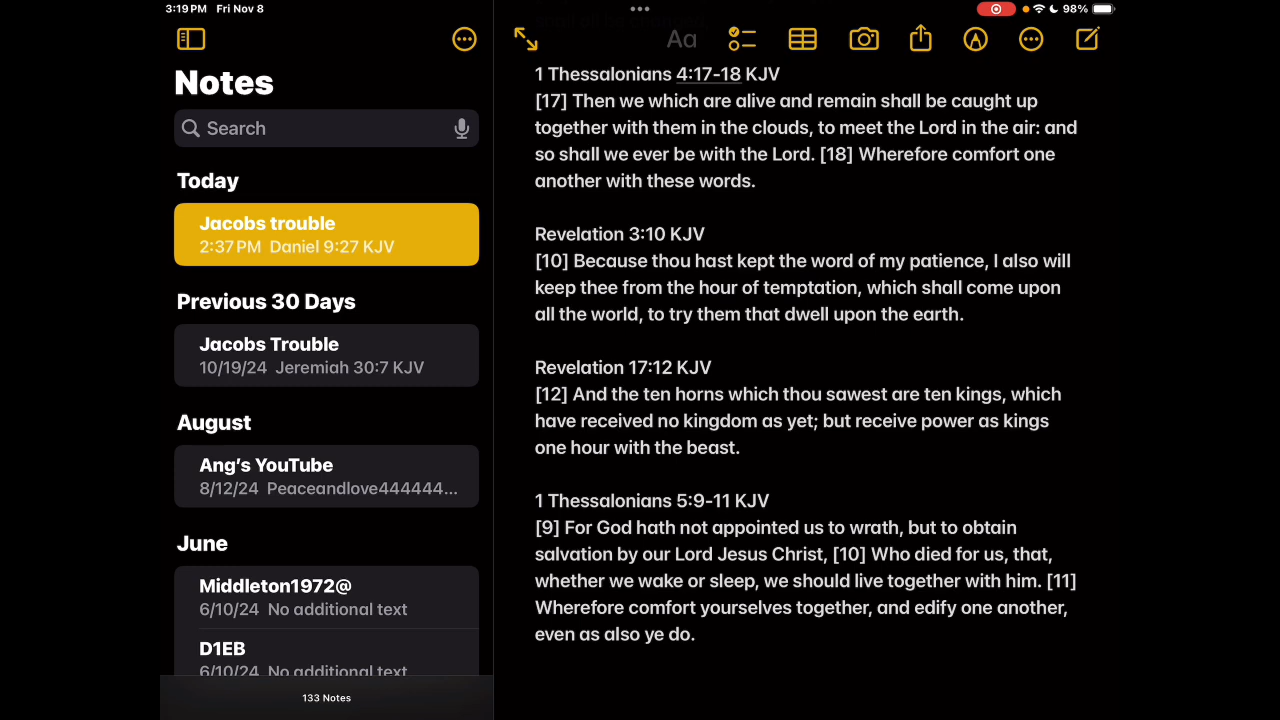 3:19 PM Fri Nov 8
98%
Notes
Search
Today
Jacobs trouble
2:37 PM Daniel 9:27 KJV
Previous 30 Days
Jacobs Trouble
10/19/24 Jeremiah 30:7 KJV
August
Ang's YouTube
8/12/24 Peaceandlove444444...
June
Middleton1972@
6/10/24 No additional text
D1EB
6/10/24 No additional text
133 Notes
Aa
1 Thessalonians 4:17-18 KJV
[17] Then we which are alive and remain shall be caught up
together with them in the clouds, to meet the Lord in the air: and
so shall we ever be with the Lord. [18] Wherefore comfort one
another with these words.
Revelation 3:10 KJV
[10] Because thou hast kept the word of my patience, I also will
keep thee from the hour of temptation, which shall come upon
all the world, to try them that dwell upon the earth.
Revelation 17:12 KJV
[12] And the ten horns which thou sawest are ten kings, which
have received no kingdom as yet; but receive power as kings
one hour with the beast.
1 Thessalonians 5:9-11 KJV
[9] For God hath not appointed us to wrath, but to obtain
salvation by our Lord Jesus Christ, [10] Who died for us, that,
whether we wake or sleep, we should live together with him. [11]
Wherefore comfort yourselves together, and edify one another,
even as also ye do.